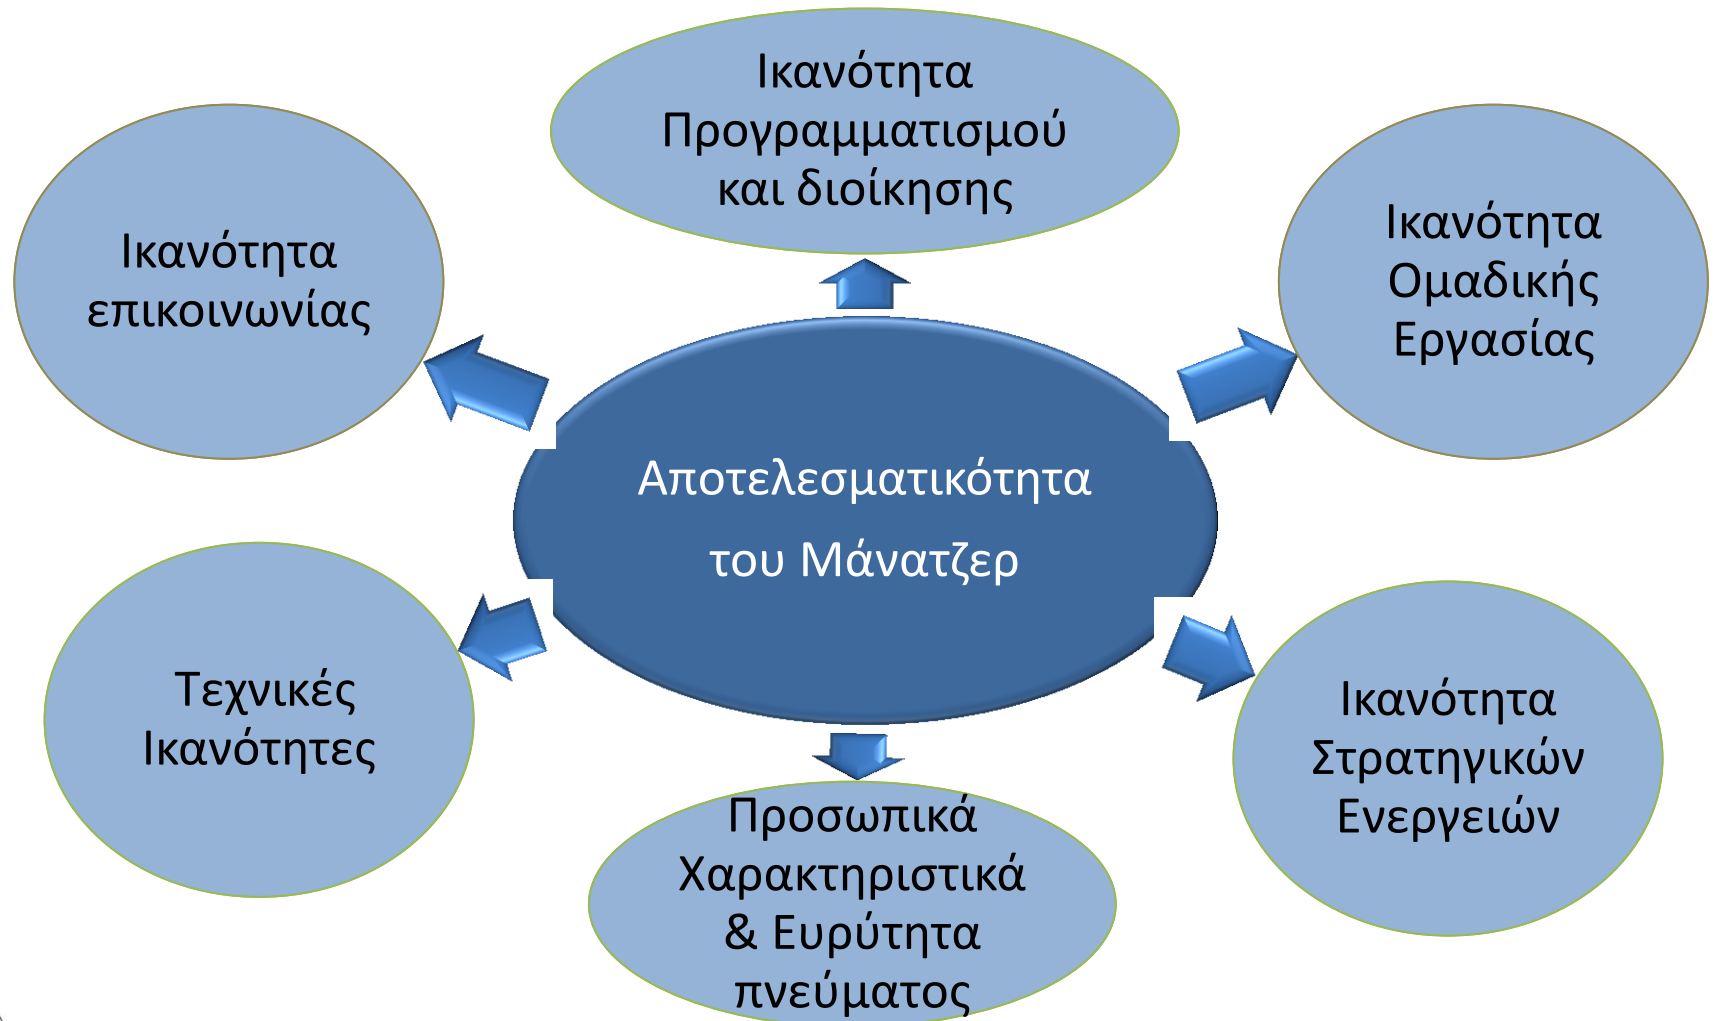 Ικανότητα
Προγραμματισμού
και διοίκησης
Ικανότητα
επικοινωνίας
Ικανότητα
Ομαδικής
Εργασίας
Αποτελεσματικότητα
του Μάνατζερ
Τεχνικές
Ικανότητες
Ικανότητα
Στρατηγικών
Ενεργειών
Προσωπικά
Χαρακτηριστικά
& Ευρύτητα
πνεύματος